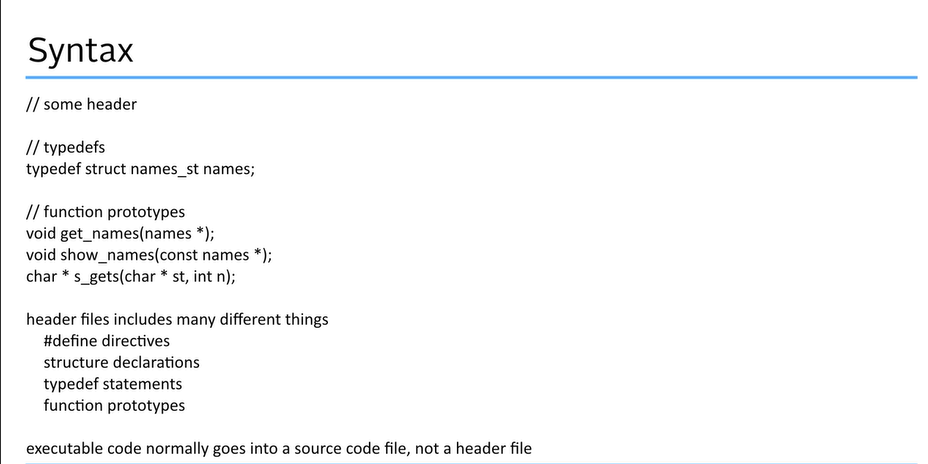 Syntax
// some header
// typedefs
typedef struct names_st names;
// function prototypes
void get_names(names *);
void show_names(const names *);
char * s_gets(char * st, int n);
header files includes many different things
#define directives
structure declarations
typedef statements
function prototypes
executable code normally goes into a source code file, not a header file